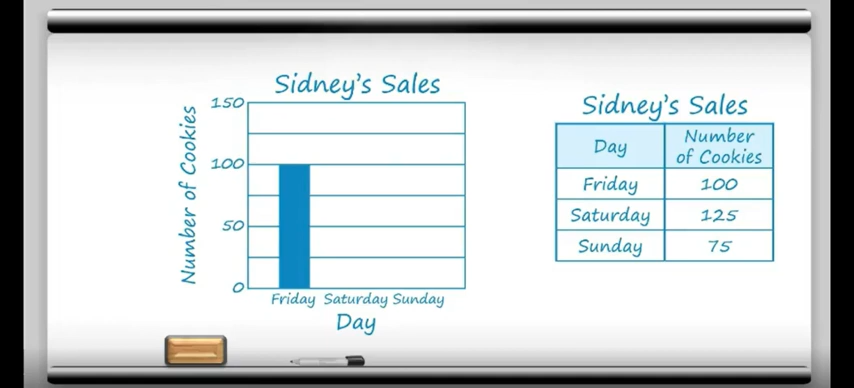 Sidney's Sales
Number of Cookies
150
100
50
0
Friday Saturday Sunday
Day
Sidney's Sales
Day Number of Cookies
Friday 100
Saturday 125
Sunday 75